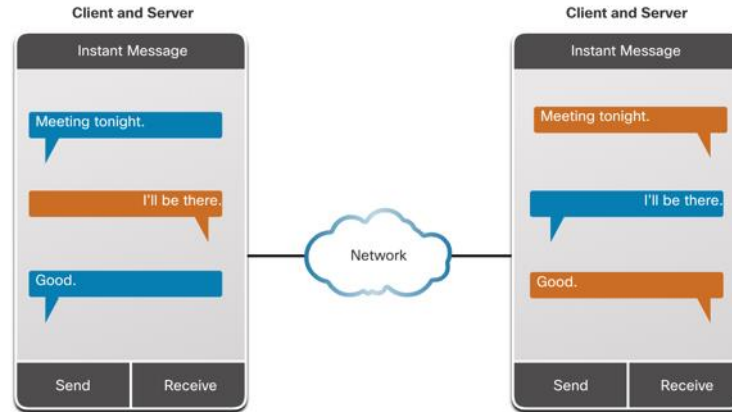 Client and Server
Instant Message
Meeting tonight.
I'll be there.
Good.
Send Receive
Network
Client and Server
Instant Message
Meeting tonight.
I'll be there.
Good.
Send Receive